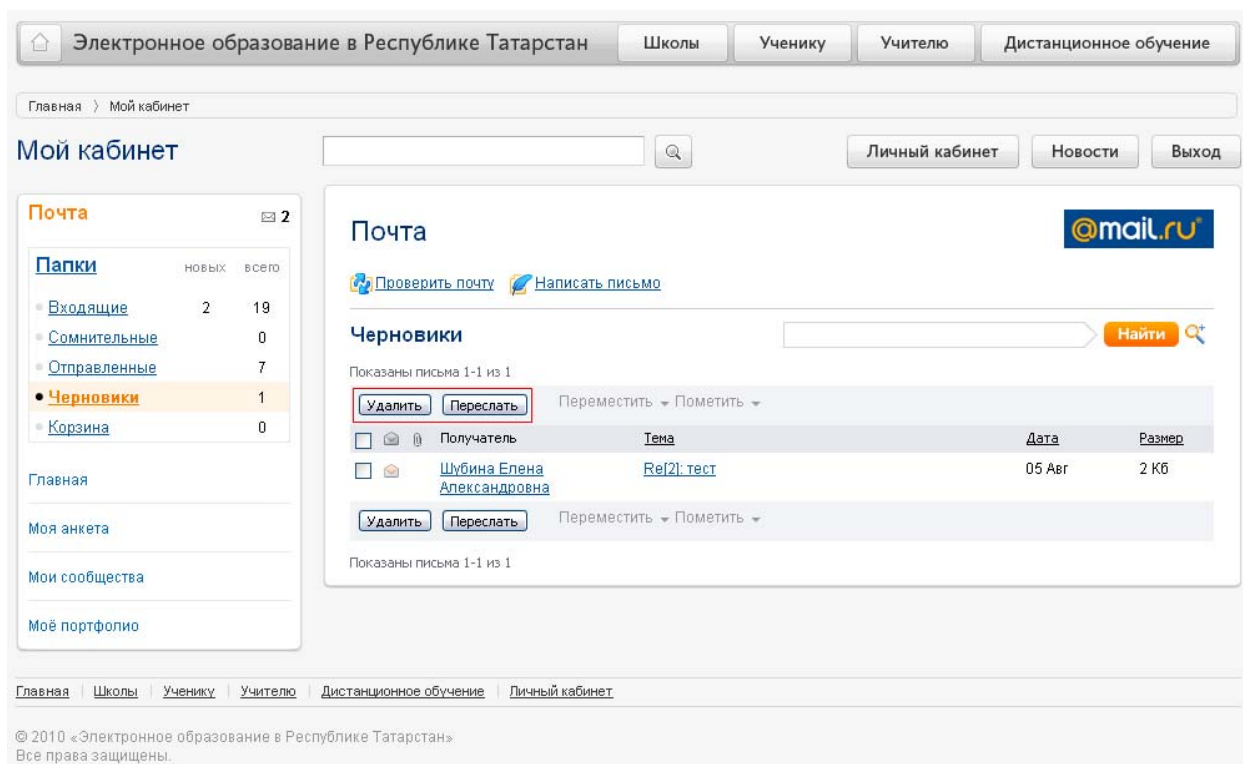 Электронное образование в Республике Татарстан Школы Ученику Учителю Дистанционное обучение
Главная 〉 Мой кабинет
Мой кабинет Личный кабинет Новости Выход
Почта 2
Папки новых всего
Входящие 2 19
Сомнительные 0
Отправленные 7
Черновики 1
Корзина 0
Главная
Моя анкета
Мои сообщества
Моё портфолио
Почта @mail.ru
Проверить почту Написать письмо
Черновики Найти
Показаны письма 1-1 из 1
Удалить Переслать Переместить Пометить
Получатель Тема Дата Размер
Шубина Елена Re[2]: тест 05 Авг 2 Кб
Александровна
Удалить Переслать Переместить Пометить
Показаны письма 1-1 из 1
Главная | Школы | Ученику | Учителю | Дистанционное обучение | Личный кабинет
© 2010 «Электронное образование в Республике Татарстан»
Все права защищены.